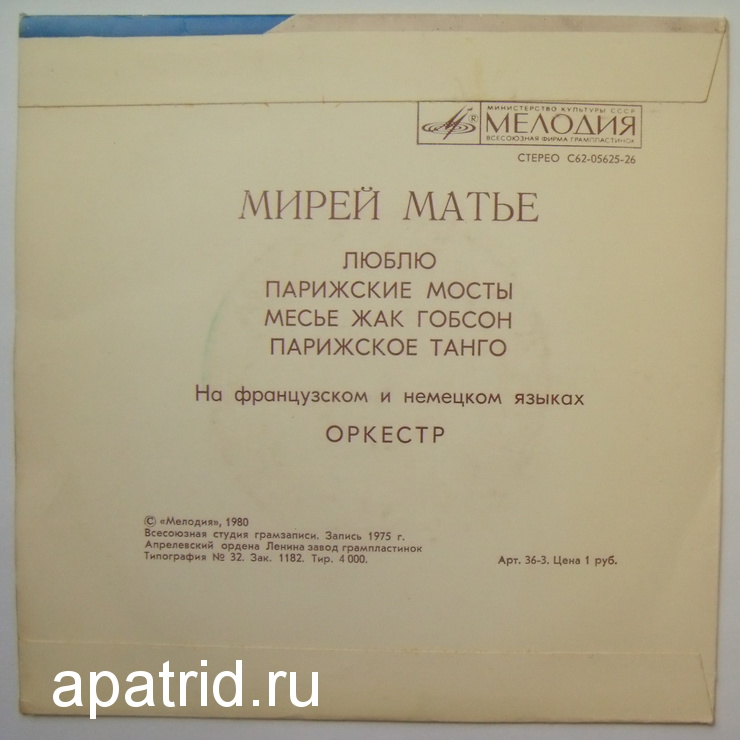 МИНИСТЕРСТВО КУЛЬТУРЫ СССР
МЕЛОДИЯ
ВСЕСОЮЗНАЯ ФИРМА ГРАМПЛАСТИНОК
СТЕРЕО С62-05625-26
МИРЕЙ МАТЬЕ
ЛЮБЛЮ
ПАРИЖСКИЕ МОСТЫ
МЕСЬЕ ЖАК ГОБСОН
ПАРИЖСКОЕ ТАНГО
На французском и немецком языках
ОРКЕСТР
© «Мелодия», 1980
Всесоюзная студия грамзаписи. Запись 1975 г.
Апрелевский ордена Ленина завод грампластинок
Типография № 32. Зак. 1182. Тир. 4 000.
Арт. 36-3. Цена 1 руб.
apatrid.ru